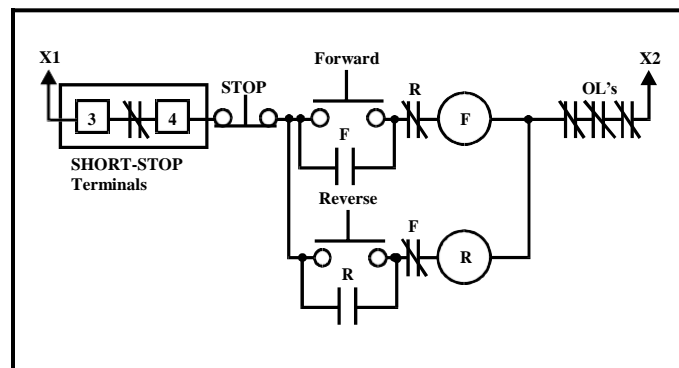 X1
X2
Forward
STOP
R
OL's
3
4
F
F
SHORT-STOP
Terminals
Reverse
F
R
R